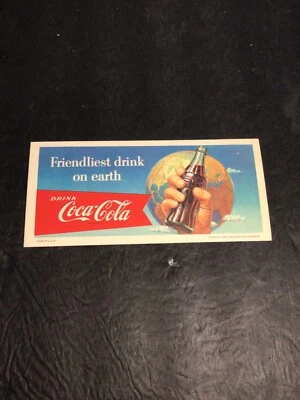 Friendliest drink
on earth
DRINK
Coca-Cola